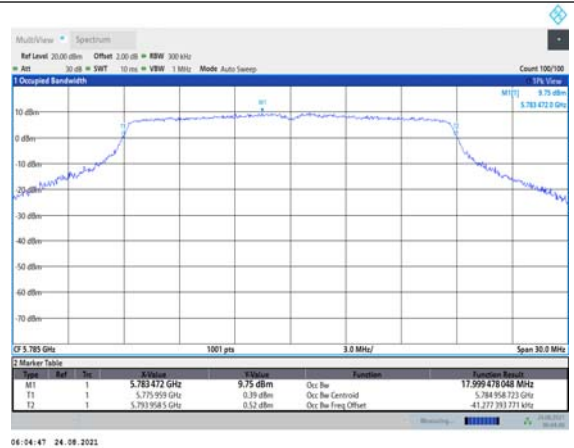 MultiView Spectrum
Ref Level 20.00 dBm Offset 2.00 dB RBW 300 kHz
Att 30 dB SWT 10 ms VBW 1 MHz Mode Auto Sweep Count 100/100
1 Occupied Bandwidth 1Pk View
M1[1] 9.75 dBm
5.783 472 0 GHz
M1
10 dBm
T1 T2
0 dBm
-10 dBm
-20 dBm
-30 dBm
-40 dBm
-50 dBm
-60 dBm
-70 dBm
CF 5.785 GHz 1001 pts 3.0 MHz/ Span 30.0 MHz
2 Marker Table
Type Ref Trc X-Value Y-Value Function Function Result
M1 1 5.783 472 GHz 9.75 dBm Occ Bw 17.999 478 048 MHz
T1 1 5.775 959 GHz 0.39 dBm Occ Bw Centroid 5.784 958 723 GHz
T2 1 5.793 958 5 GHz 0.52 dBm Occ Bw Freq Offset -41.277 393 771 kHz
Measuring... 24.08.2021
06:04:48
06:04:47 24.08.2021